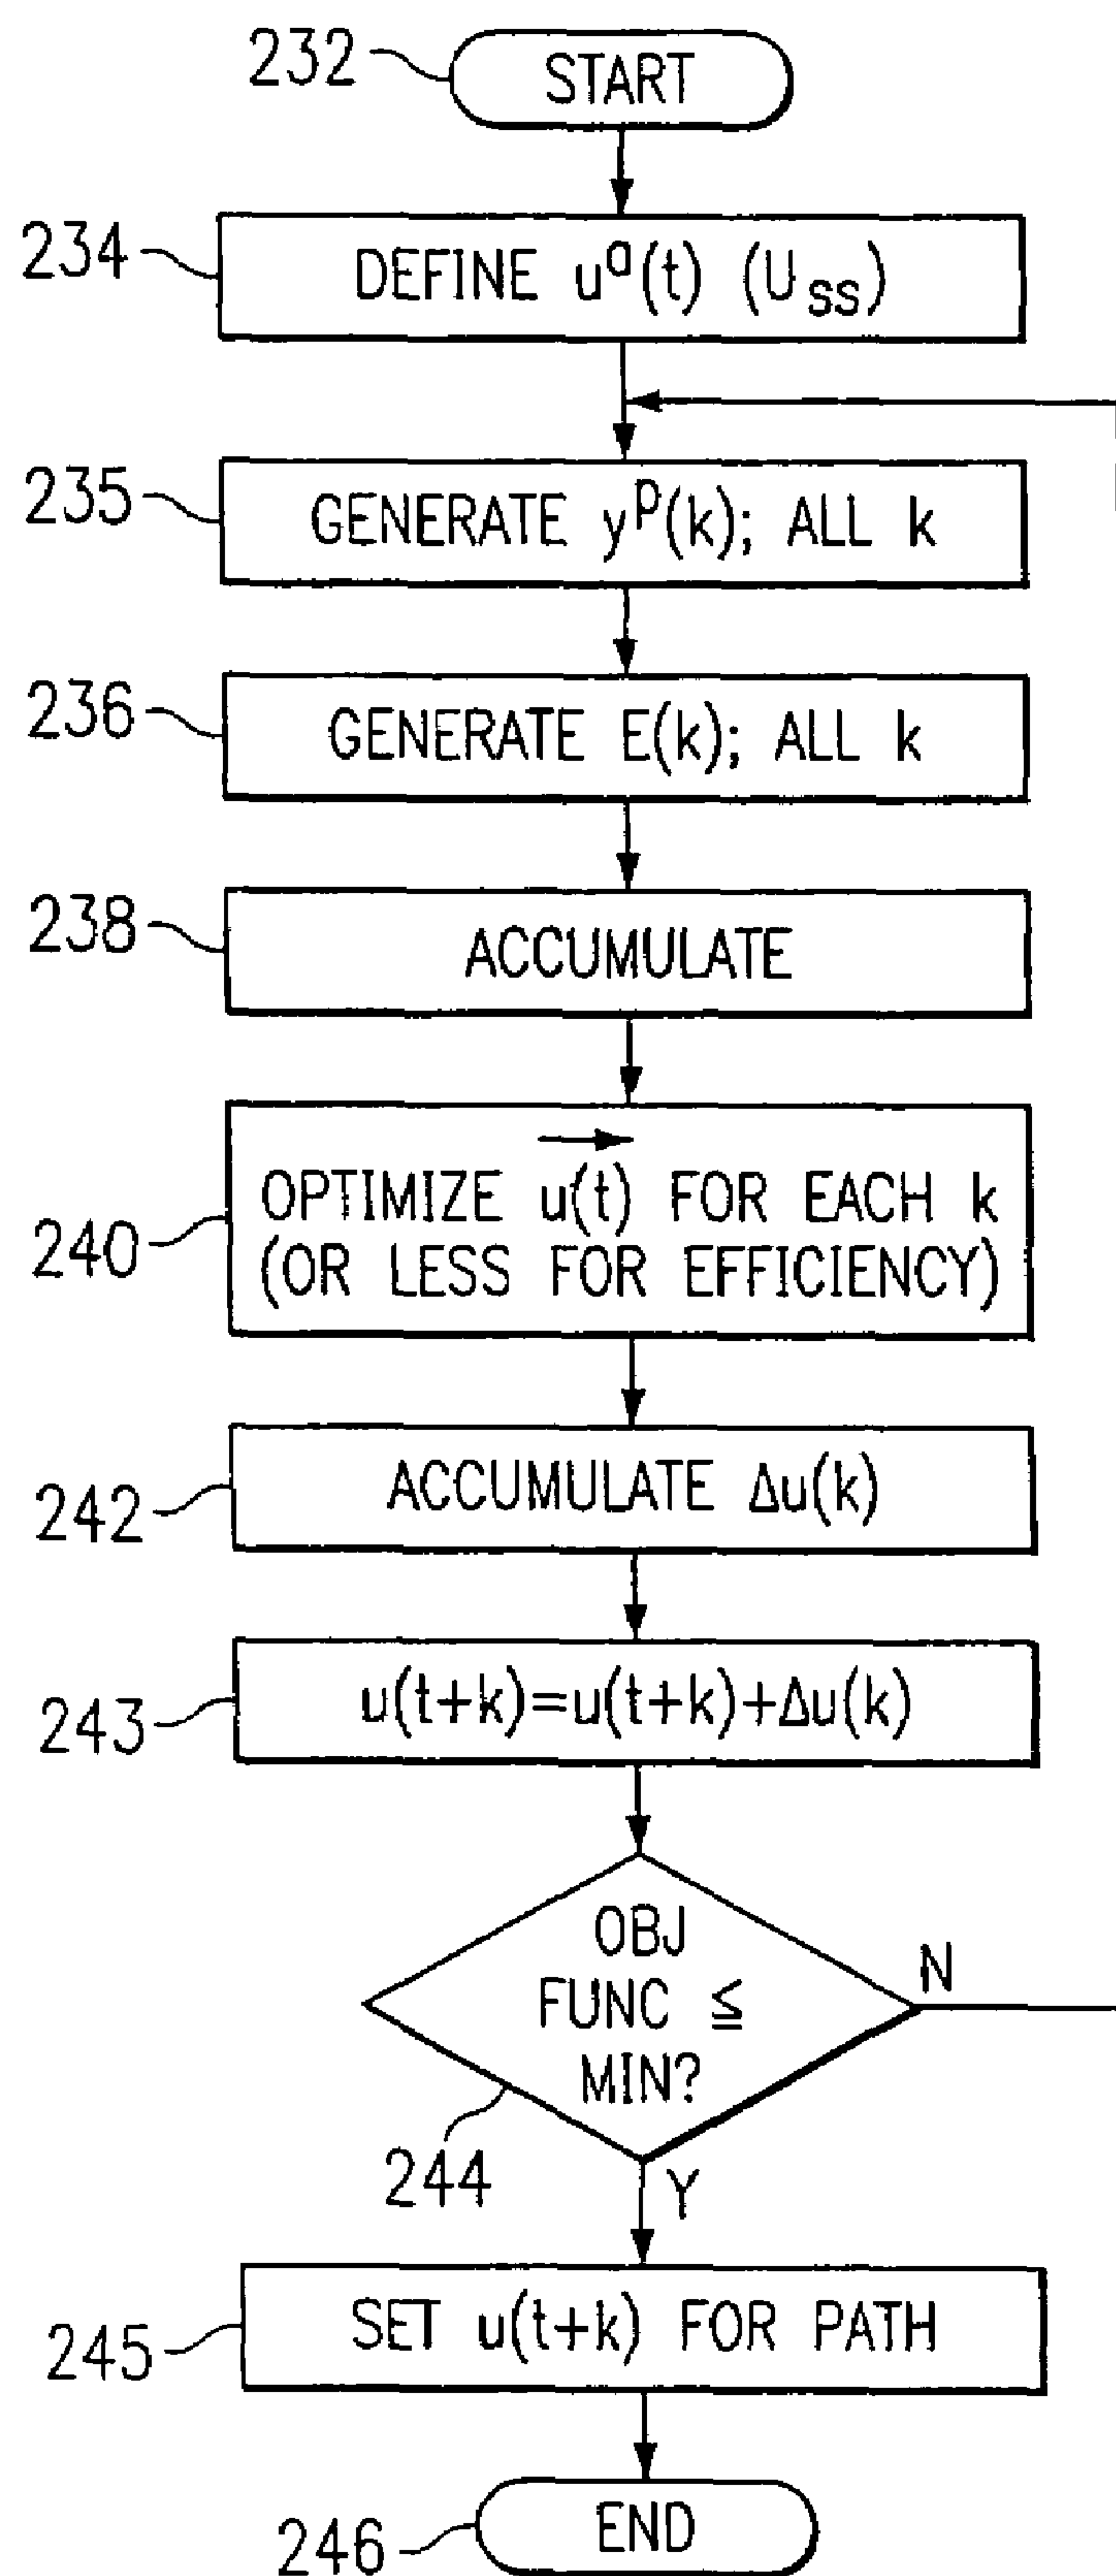 232
START
234
DEFINE uᵃ(t) (Uₛₛ)
235
GENERATE yᵖ(k); ALL k
236
GENERATE E(k); ALL k
238
ACCUMULATE
240
OPTIMIZE u(t) FOR EACH k
(OR LESS FOR EFFICIENCY)
242
ACCUMULATE Δu(k)
243
u(t+k)=u(t+k)+Δu(k)
OBJ
FUNC ≦
MIN?
N
244
Y
245
SET u(t+k) FOR PATH
246
END